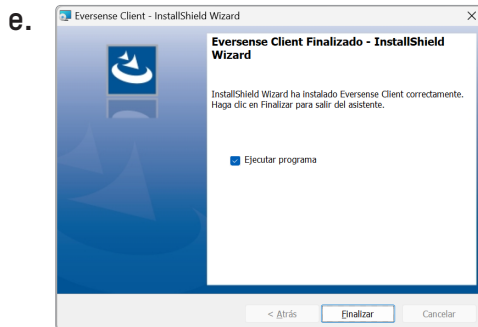 e.
Eversense Client - InstallShield Wizard
Eversense Client Finalizado - InstallShield
Wizard
InstallShield Wizard ha instalado Eversense Client correctamente.
Haga clic en Finalizar para salir del asistente.
Ejecutar programa
< Atrás
Finalizar
Cancelar